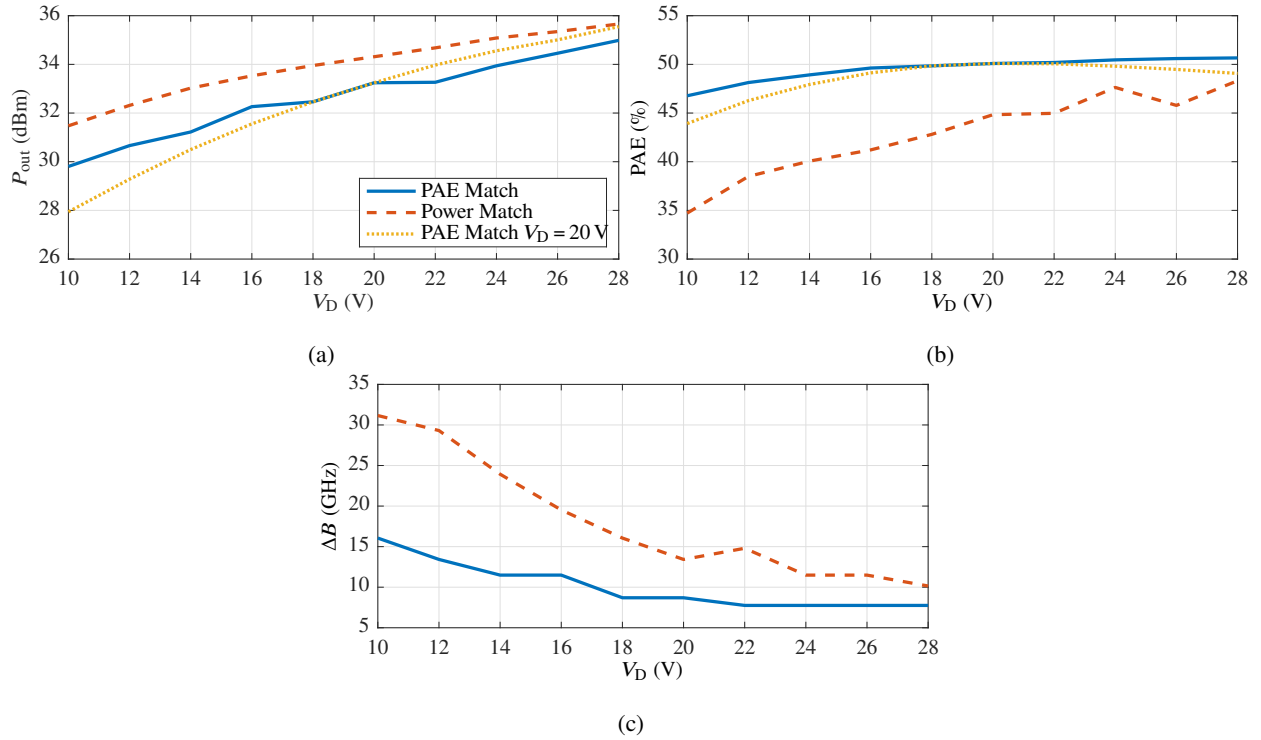 36
34
32
30
28
26
P_out (dBm)
PAE Match
Power Match
PAE Match V_D = 20 V
10 12 14 16 18 20 22 24 26 28
V_D (V)
(a)
55
50
45
40
35
30
PAE (%)
10 12 14 16 18 20 22 24 26 28
V_D (V)
(b)
35
30
25
20
15
10
5
ΔB (GHz)
10 12 14 16 18 20 22 24 26 28
V_D (V)
(c)